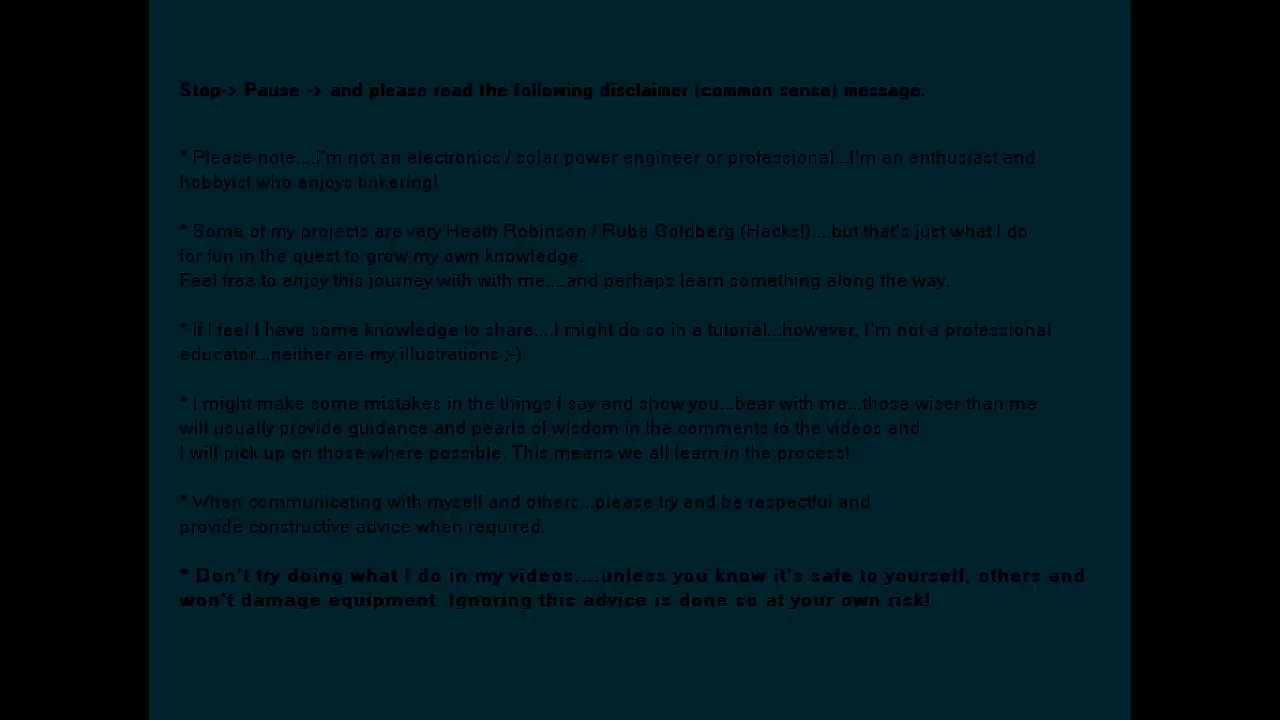 Stop-> Pause -> and please read the following disclaimer (common sense) message.
* Please note....I'm not an electronics / solar power engineer or professional...I'm an enthusiast and
hobbyist who enjoys tinkering!
* Some of my projects are very Heath Robinson / Rube Goldberg (Hacks!)....but that's just what I do
for fun in the quest to grow my own knowledge.
Feel free to enjoy this journey with with me....and perhaps learn something along the way.
* If I feel I have some knowledge to share....I might do so in a tutorial...however, I'm not a professional
educator...neither are my illustrations ;-)
* I might make some mistakes in the things I say and show you...bear with me...those wiser than me
will usually provide guidance and pearls of wisdom in the comments to the videos and
I will pick up on those where possible. This means we all learn in the process!
* When communicating with myself and others...please try and be respectful and
provide constructive advice when required.
* Don't try doing what I do in my videos....unless you know it's safe to yourself, others and
won't damage equipment. Ignoring this advice is done so at your own risk!